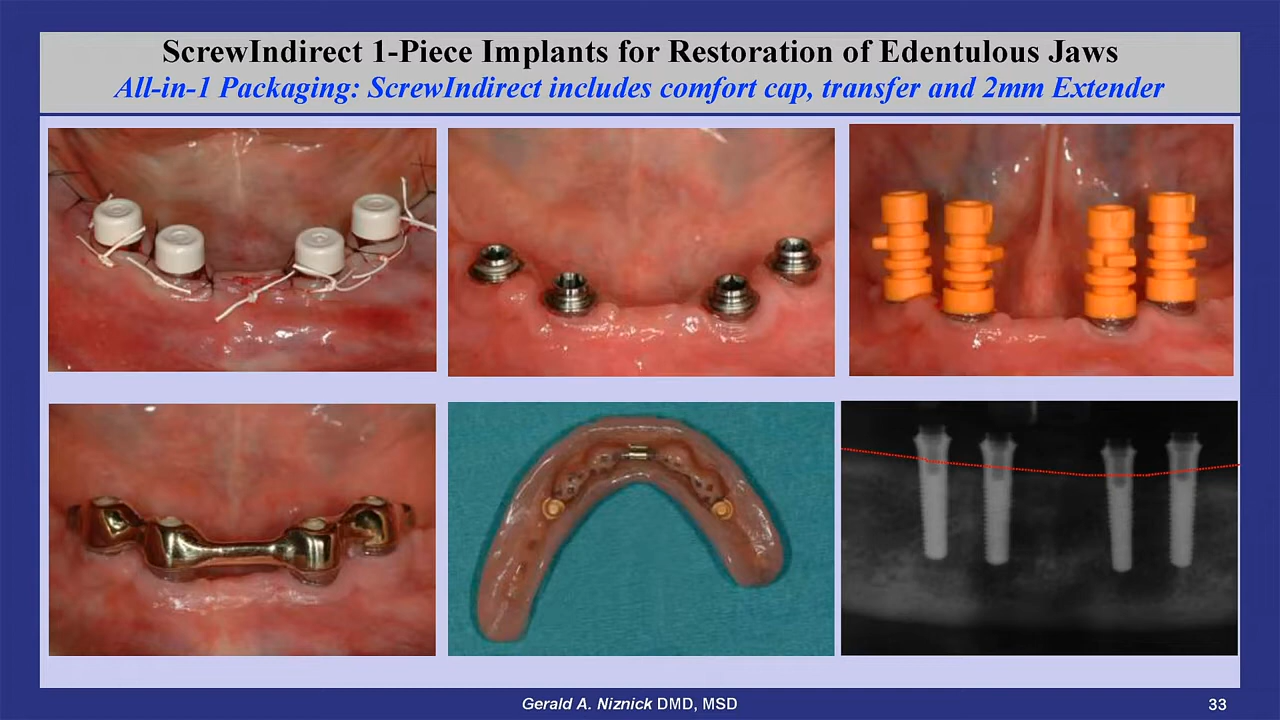 ScrewIndirect 1-Piece Implants for Restoration of Edentulous Jaws
All-in-1 Packaging: ScrewIndirect includes comfort cap, transfer and 2mm Extender
Gerald A. Niznick DMD, MSD
33